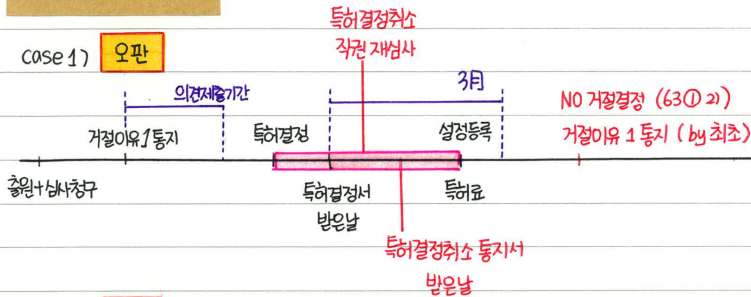 특허결정취소
직권 재심사
case 1) 오판
의견제출기간
3月
NO 거절결정 (63① 2))
거절이유1통지
특허결정
설정등록
거절이유 1 통지 ( by 최초)
출원+심사청구
특허결정서
받은날
특허료
특허결정취소 통지서
받은날